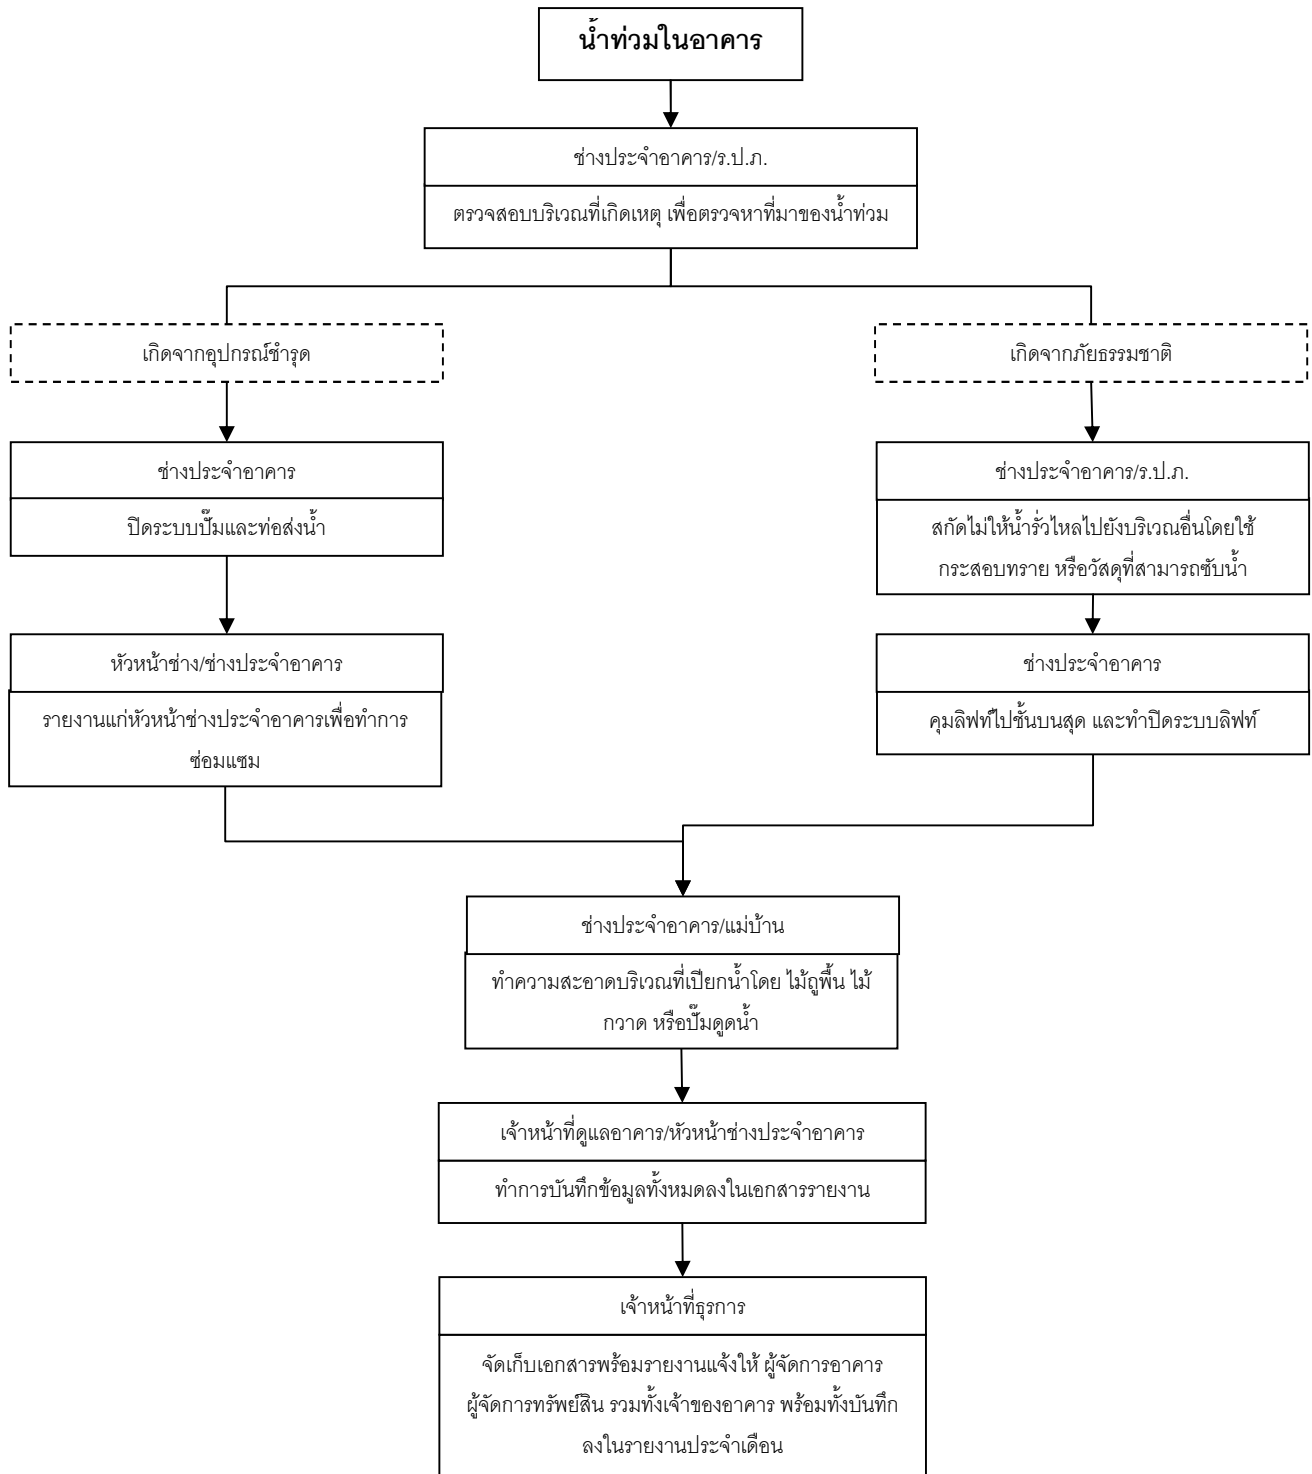 น้ำท่วมในอาคาร
ช่างประจำอาคาร/ร.ป.ภ.
ตรวจสอบบริเวณที่เกิดเหตุ เพื่อตรวจหาที่มาของน้ำท่วม
เกิดจากอุปกรณ์ชำรุด
เกิดจากภัยธรรมชาติ
ช่างประจำอาคาร
ปิดระบบปั๊มและท่อส่งน้ำ
ช่างประจำอาคาร/ร.ป.ภ.
สกัดไม่ให้น้ำรั่วไหลไปยังบริเวณอื่นโดยใช้
กระสอบทราย หรือวัสดุที่สามารถซับน้ำ
หัวหน้าช่าง/ช่างประจำอาคาร
รายงานแก่หัวหน้าช่างประจำอาคารเพื่อทำการ
ซ่อมแซม
ช่างประจำอาคาร
คุมลิฟท์ไปชั้นบนสุด และทำปิดระบบลิฟท์
ช่างประจำอาคาร/แม่บ้าน
ทำความสะอาดบริเวณที่เปียกน้ำโดย ไม้ถูพื้น ไม้
กวาด หรือปั๊มดูดน้ำ
เจ้าหน้าที่ดูแลอาคาร/หัวหน้าช่างประจำอาคาร
ทำการบันทึกข้อมูลทั้งหมดลงในเอกสารรายงาน
เจ้าหน้าที่ธุรการ
จัดเก็บเอกสารพร้อมรายงานแจ้งให้ ผู้จัดการอาคาร
ผู้จัดการทรัพย์สิน รวมทั้งเจ้าของอาคาร พร้อมทั้งบันทึก
ลงในรายงานประจำเดือน